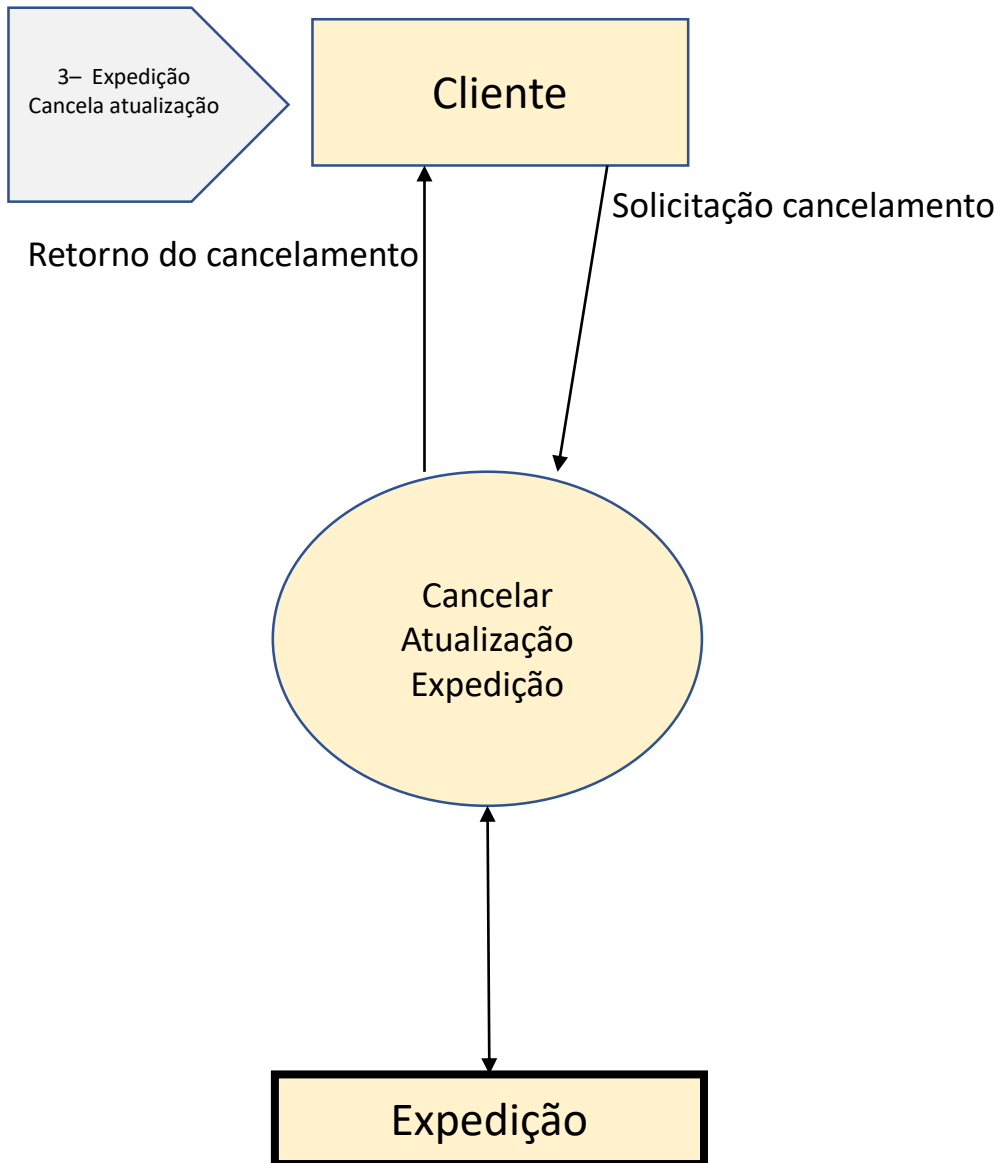 3– Expedição
Cancela atualização
Cliente
Solicitação cancelamento
Retorno do cancelamento
Cancelar
Atualização
Expedição
Expedição